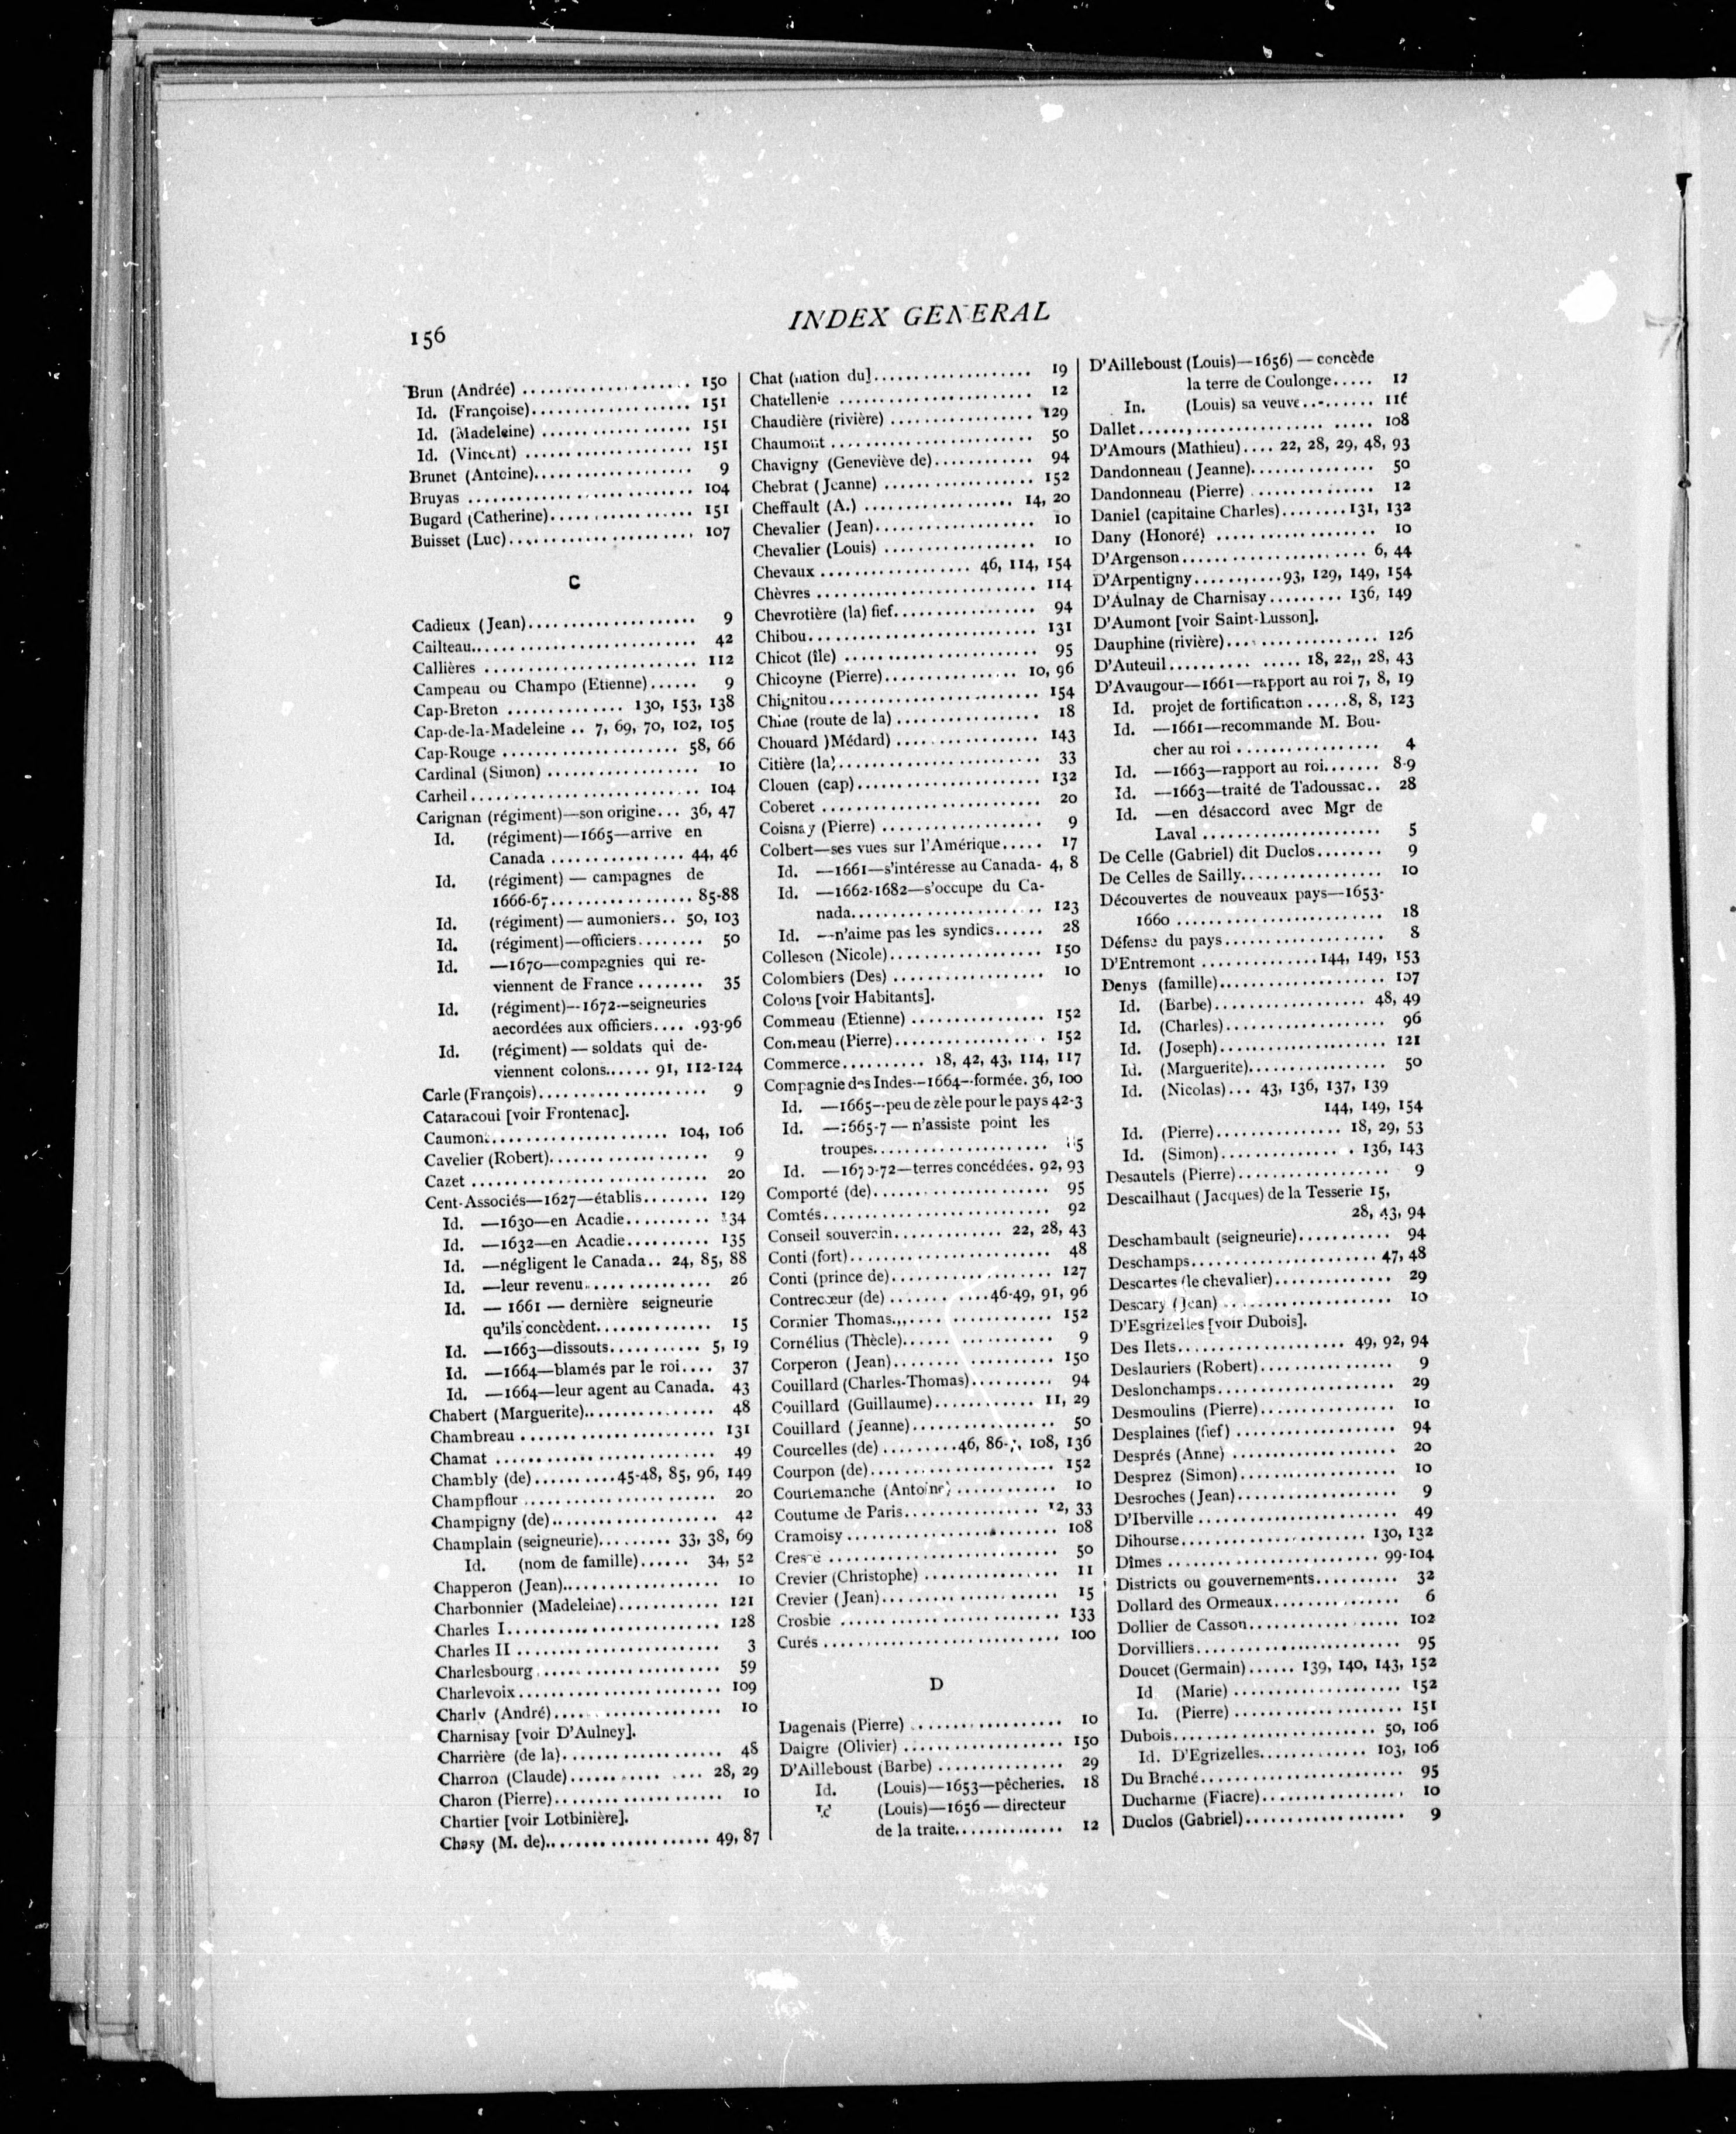 156
INDEX GENERAL
Brun (Andrée) .................... 150
Id. (Françoise)................... 151
Id. (Madeleine) .................. 151
Id. (Vincent) .................... 151
Brunet (Antoine)................... 9
Bruyas ........................... 104
Bugard (Catherine)................. 151
Buisset (Luc)...................... 107
C
Cadieux (Jean).................... 9
Cailteau.......................... 42
Callières ......................... 112
Campeau ou Champo (Etienne)...... 9
Cap-Breton .............. 130, 153, 138
Cap-de-la-Madeleine .. 7, 69, 70, 102, 105
Cap-Rouge ..................... 58, 66
Cardinal (Simon) .................. 10
Carheil........................... 104
Carignan (régiment)—son origine... 36, 47
Id. (régiment)—1665—arrive en
Canada ................ 44, 46
Id. (régiment) — campagnes de
1666-67................. 85-88
Id. (régiment) — aumoniers.. 50, 103
Id. (régiment)—officiers........ 50
Id. —1670—compagnies qui re-
viennent de France ........ 35
Id. (régiment)--1672--seigneuries
aecordées aux officiers.... .93-96
Id. (régiment) — soldats qui de-
viennent colons...... 91, 112-124
Carle (François)................... 9
Cataracoui [voir Frontenac].
Caumont..................... 104, 106
Cavelier (Robert).................. 9
Cazet ............................ 20
Cent-Associés—1627—établis........ 129
Id. —1630—en Acadie.......... 134
Id. —1632—en Acadie.......... 135
Id. —négligent le Canada.. 24, 85, 88
Id. —leur revenu............... 26
Id. — 1661 — dernière seigneurie
qu'ils concèdent.............. 15
Id. —1663—dissouts........... 5, 19
Id. —1664—blamés par le roi.... 37
Id. —1664—leur agent au Canada. 43
Chabert (Marguerite)............... 48
Chambreau ....................... 131
Chamat .......................... 49
Chambly (de)..........45-48, 85, 96, 149
Champflour ....................... 20
Champigny (de).................... 42
Champlain (seigneurie)......... 33, 38, 69
Id. (nom de famille)...... 34, 52
Chapperon (Jean)................... 10
Charbonnier (Madeleine)............ 121
Charles I......................... 128
Charles II ........................ 3
Charlesbourg ..................... 59
Charlevoix........................ 109
Charly (André).................... 10
Charnisay [voir D'Aulney].
Charrière (de la)................... 48
Charron (Claude)........... .... 28, 29
Charon (Pierre).................... 10
Chartier [voir Lotbinière].
Chasy (M. de).................... 49, 87
Chat (nation du]................... 19
Chatellenie ....................... 12
Chaudière (rivière) ................. 129
Chaumont ........................ 50
Chavigny (Geneviève de)............ 94
Chebrat (Jeanne) .................. 152
Cheffault (A.) .................. 14, 20
Chevalier (Jean)................... 10
Chevalier (Louis) .................. 10
Chevaux .................. 46, 114, 154
Chèvres .......................... 114
Chevrotière (la) fief................. 94
Chibou........................... 131
Chicot (île) ....................... 95
Chicoyne (Pierre)................ 10, 96
Chignitou......................... 154
Chine (route de la) ................. 18
Chouard )Médard) ................. 143
Citière (la)........................ 33
Clouen (cap)...................... 132
Coberet .......................... 20
Coisnay (Pierre) ................... 9
Colbert—ses vues sur l'Amérique..... 17
Id. —1661—s'intéresse au Canada- 4, 8
Id. —1662-1682—s'occupe du Ca-
nada....................... 123
Id. —n'aime pas les syndics...... 28
Colleson (Nicole).................. 150
Colombiers (Des) .................. 10
Colons [voir Habitants].
Commeau (Etienne) ................ 152
Commeau (Pierre).................. 152
Commerce.......... 18, 42, 43, 114, 117
Compagnie des Indes--1664--formée. 36, 100
Id. —1665--peu de zèle pour le pays 42-3
Id. —1665-7 — n'assiste point les
troupes.....................
Id. —1670-72—terres concédées. 92, 93
Comporté (de)..................... 95
Comtés........................... 92
Conseil souverain............. 22, 28, 43
Conti (fort)........................ 48
Conti (prince de)................... 127
Contrecœur (de) ....... ....46-49, 91, 96
Cormier Thomas.,,................. 152
Cornélius (Thècle).................. 9
Corperon (Jean)................... 150
Couillard (Charles-Thomas).......... 94
Couillard (Guillaume)............ 11, 29
Couillard (Jeanne)................. 50
Courcelles (de) .........46, 86-7, 108, 136
Courpon (de)...................... 152
Courtemanche (Antoine) ............ 10
Coutume de Paris................ 12, 33
Cramoisy ......................... 108
Cressé ........................... 50
Crevier (Christophe) ................ 11
Crevier (Jean)..................... 15
Crosbie .......................... 133
Curés ............................ 100
D
Dagenais (Pierre) .................. 10
Daigre (Olivier) ................... 150
D'Ailleboust (Barbe) ............... 29
Id. (Louis)—1653—pêcheries. 18
(Louis)—1656 — directeur
de la traite............. 12
D'Ailleboust (Louis)—1656) — concède
la terre de Coulonge..... 12
In. (Louis) sa veuve......... 116
Dallet............................ 108
D'Amours (Mathieu).... 22, 28, 29, 48, 93
Dandonneau (Jeanne)............... 50
Dandonneau (Pierre) ............... 12
Daniel (capitaine Charles)........131, 132
Dany (Honoré) ................... 10
D'Argenson...................... 6, 44
D'Arpentigny...........93, 129, 149, 154
D'Aulnay de Charnisay......... 136, 149
D'Aumont [voir Saint-Lusson].
Dauphine (rivière).................. 126
D'Auteuil.......... ..... 18, 22,, 28, 43
D'Avaugour—1661—rapport au roi 7, 8, 19
Id. projet de fortification .....8, 8, 123
Id. —1661—recommande M. Bou-
cher au roi ................. 4
Id. —1663—rapport au roi....... 8-9
Id. —1663—traité de Tadoussac.. 28
Id. —en désaccord avec Mgr de
Laval ...................... 5
De Celle (Gabriel) dit Duclos........ 9
De Celles de Sailly................. 10
Découvertes de nouveaux pays—1653-
1660 ......................... 18
Défense du pays................... 8
D'Entremont ..............144, 149, 153
Denys (famille).................... 107
Id. (Barbe).................. 48, 49
Id. (Charles)................... 96
Id. (Joseph).................... 121
Id. (Marguerite)................ 50
Id. (Nicolas)... 43, 136, 137, 139
144, 149, 154
Id. (Pierre)............... 18, 29, 53
Id. (Simon)................ 136, 143
Desautels (Pierre).................. 9
Descailhaut (Jacques) de la Tesserie 15,
28, 43, 94
Deschambault (seigneurie)........... 94
Deschamps...................... 47, 48
Descartes (le chevalier).............. 29
Descary (Jean) .................... 10
D'Esgrizelles [voir Dubois].
Des Ilets.................... 49, 92, 94
Deslauriers (Robert)................ 9
Deslonchamps..................... 29
Desmoulins (Pierre)................ 10
Desplaines (fief) ................... 94
Després (Anne) .................... 20
Desprez (Simon)................... 10
Desroches (Jean)................... 9
D'Iberville ........................ 49
Dihourse...................... 130, 132
Dîmes ......................... 99-104
Districts ou gouvernements.......... 32
Dollard des Ormeaux............... 6
Dollier de Casson.................. 102
Dorvilliers......................... 95
Doucet (Germain)...... 139, 140, 143, 152
Id (Marie) .................... 152
Id. (Pierre) .................... 151
Dubois........................ 50, 106
Id. D'Egrizelles............. 103, 106
Du Braché........................ 95
Ducharme (Fiacre)................. 10
Duclos (Gabriel)................... 9